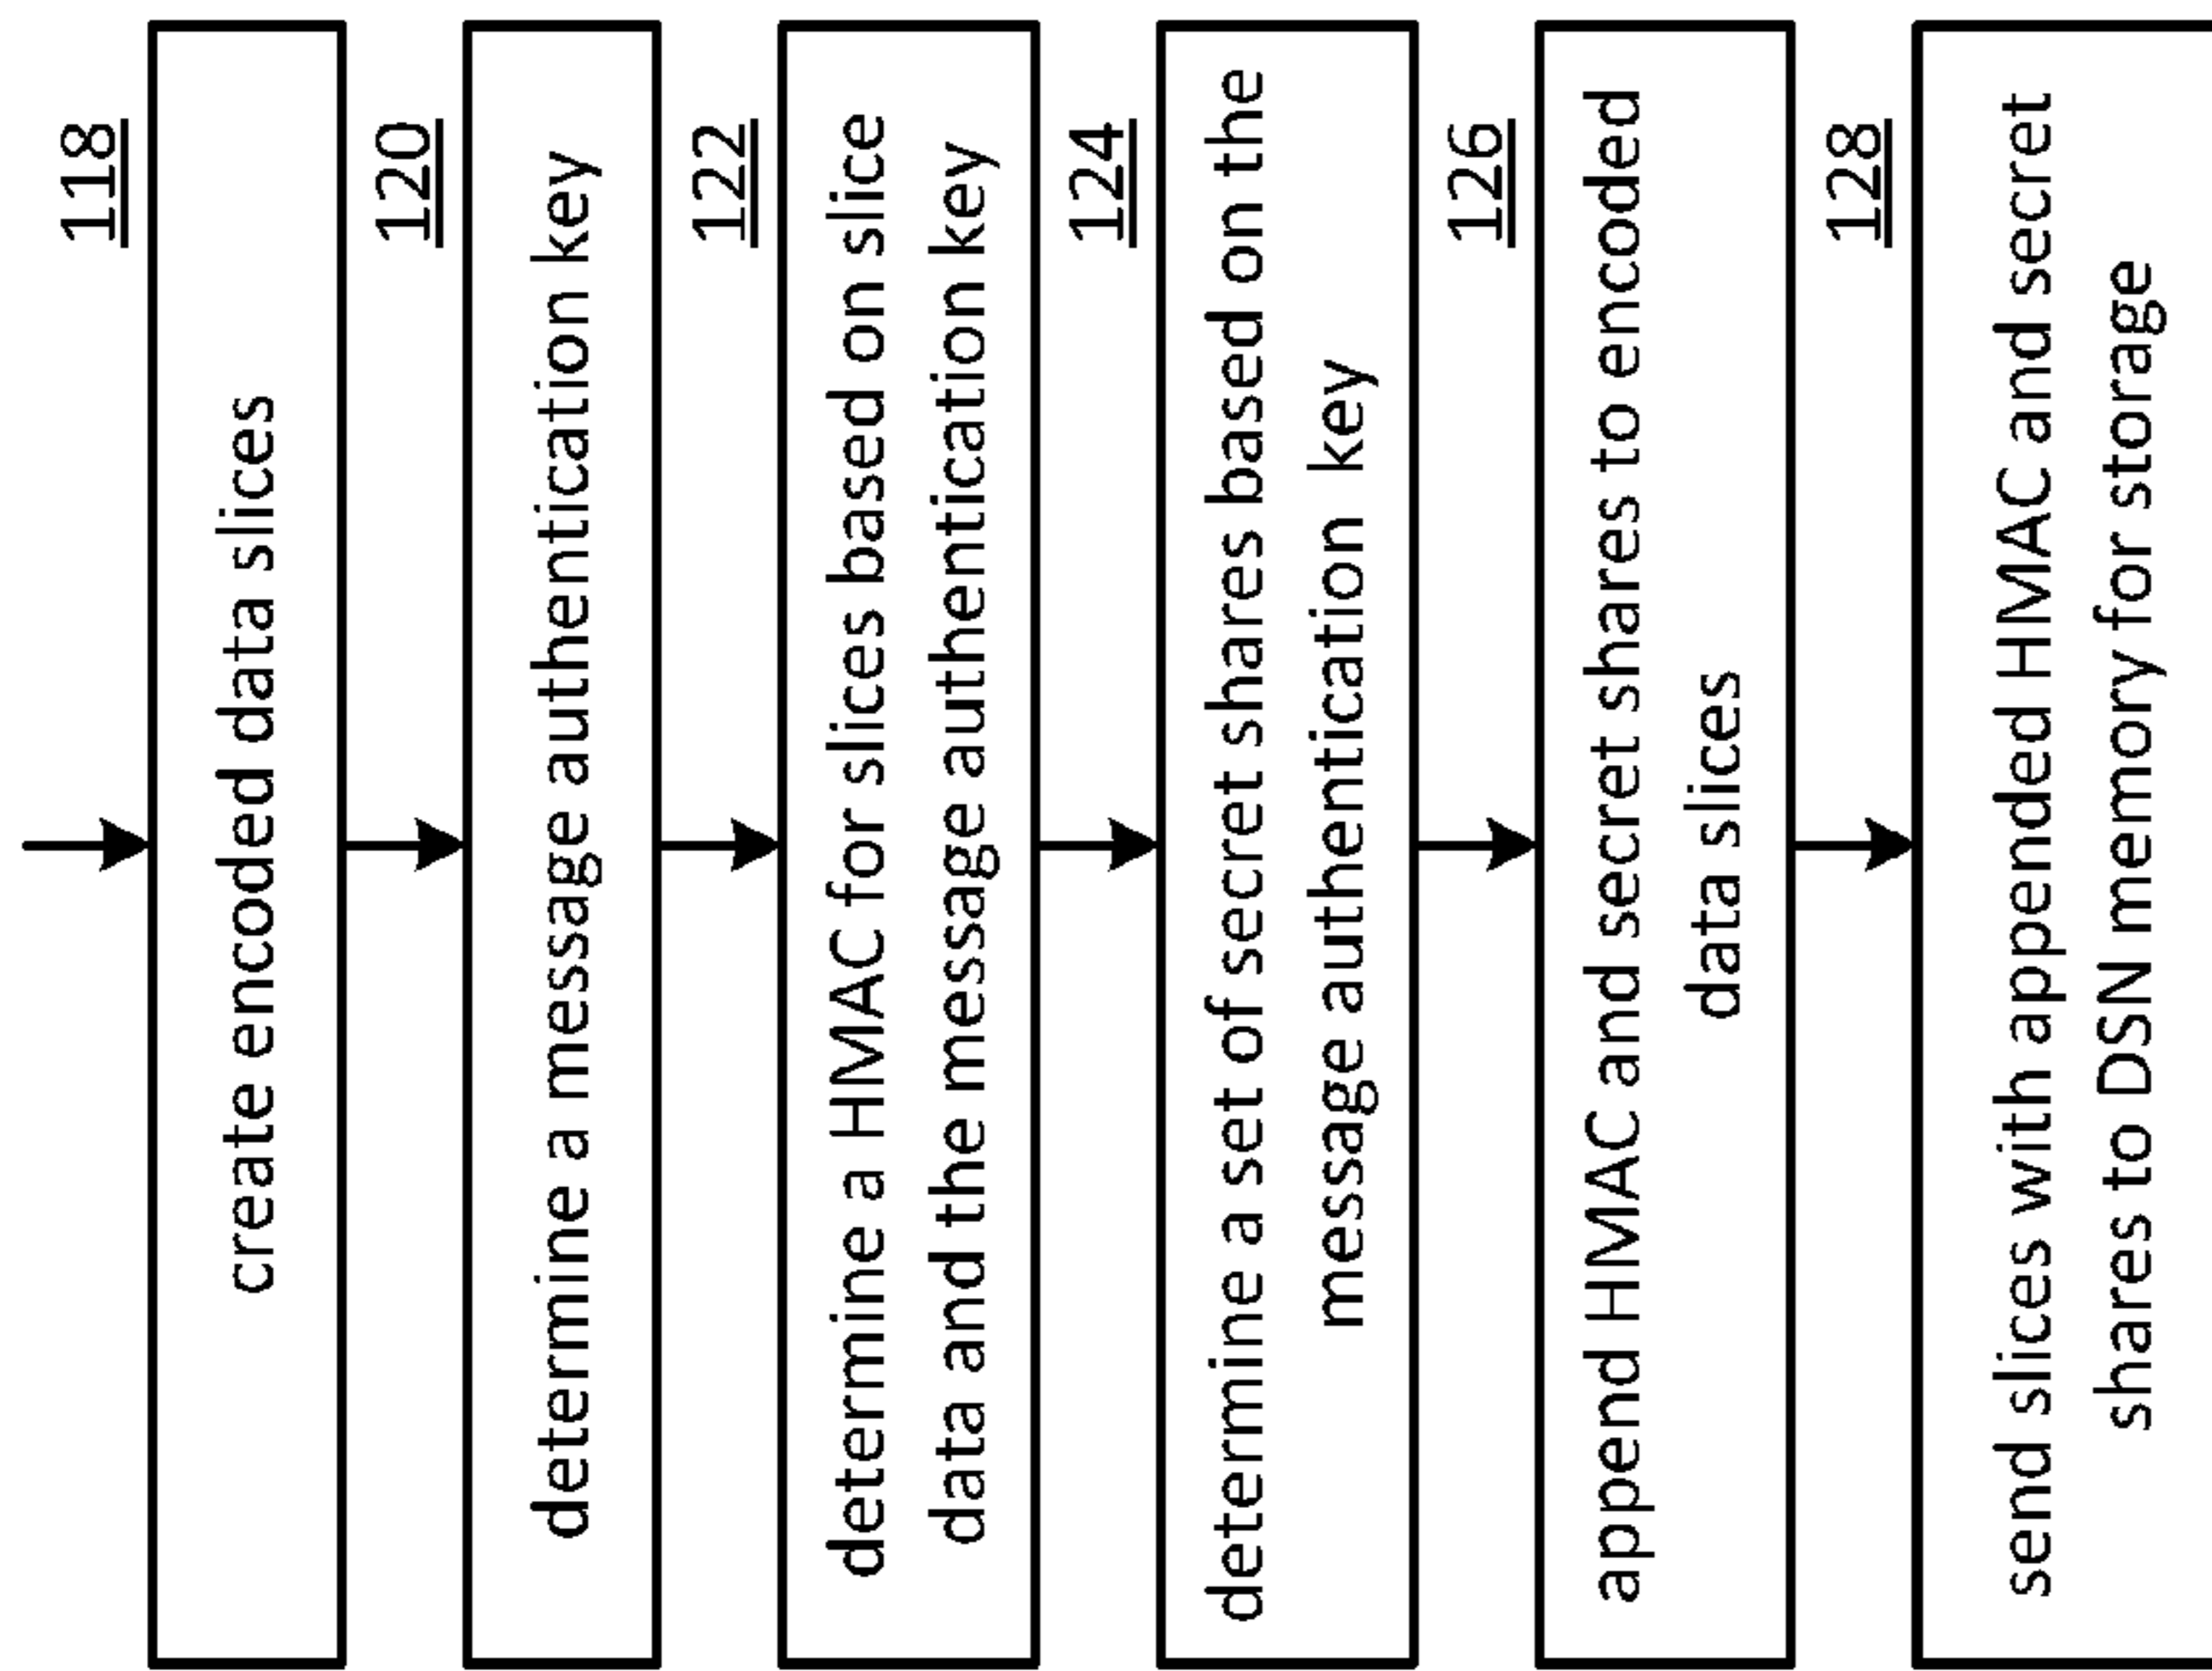 118
create encoded data slices
120
determine a message authentication key
122
determine a HMAC for slices based on slice
data and the message authentication key
124
determine a set of secret shares based on the
message authentication key
126
append HMAC and secret shares to encoded
data slices
128
send slices with appended HMAC and secret
shares to DSN memory for storage